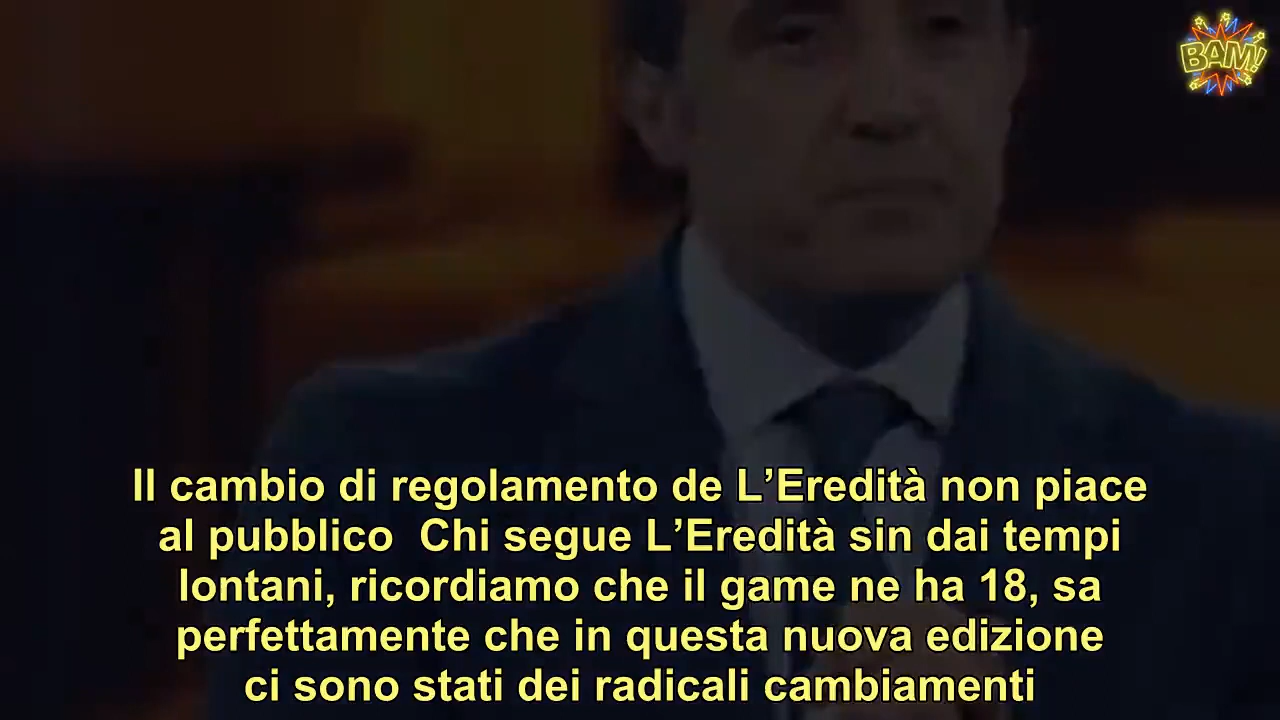 BAM!
Il cambio di regolamento de L’Eredità non piace
al pubblico  Chi segue L’Eredità sin dai tempi
lontani, ricordiamo che il game ne ha 18, sa
perfettamente che in questa nuova edizione
ci sono stati dei radicali cambiamenti